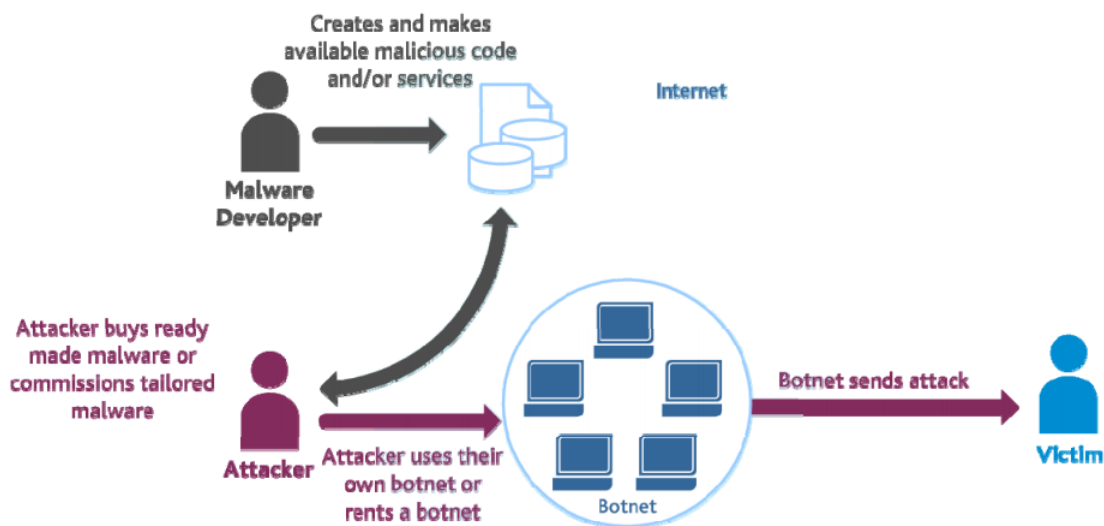 Creates and makes
available malicious code
and/or services
Internet
Malware
Developer
Attacker buys ready
made malware or
commissions tailored
malware
Attacker
Attacker uses their
own botnet or
rents a botnet
Botnet
Botnet sends attack
Victim